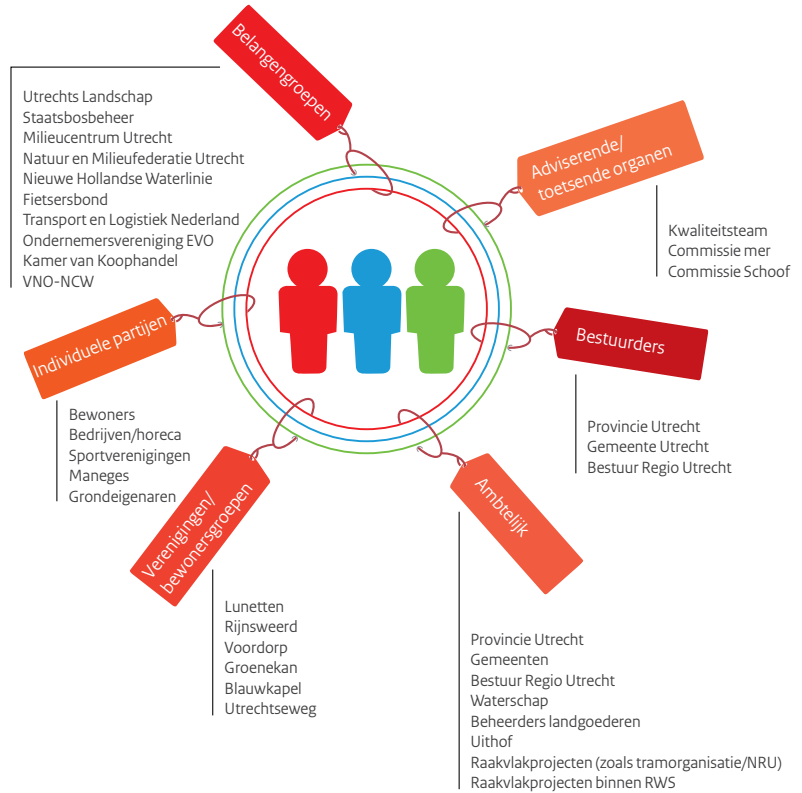 Belangengroepen
Utrechts Landschap
Staatsbosbeheer
Milieucentrum Utrecht
Natuur en Milieufederatie Utrecht
Nieuwe Hollandse Waterlinie
Fietsersbond
Transport en Logistiek Nederland
Ondernemersvereniging EVO
Kamer van Koophandel
VNO-NCW
Adviserende/
toetsende organen
Kwaliteitsteam
Commissie mer
Commissie Schoof
Bestuurders
Provincie Utrecht
Gemeente Utrecht
Bestuur Regio Utrecht
Individuele partijen
Bewoners
Bedrijven/horeca
Sportverenigingen
Maneges
Grondeigenaren
Verenigingen/
bewonersgroepen
Lunetten
Rijnsweerd
Voordorp
Groenekan
Blauwkapel
Utrechtseweg
Ambtelijk
Provincie Utrecht
Gemeenten
Bestuur Regio Utrecht
Waterschap
Beheerders landgoederen
Uithof
Raakvlakprojecten (zoals tramorganisatie/NRU)
Raakvlakprojecten binnen RWS